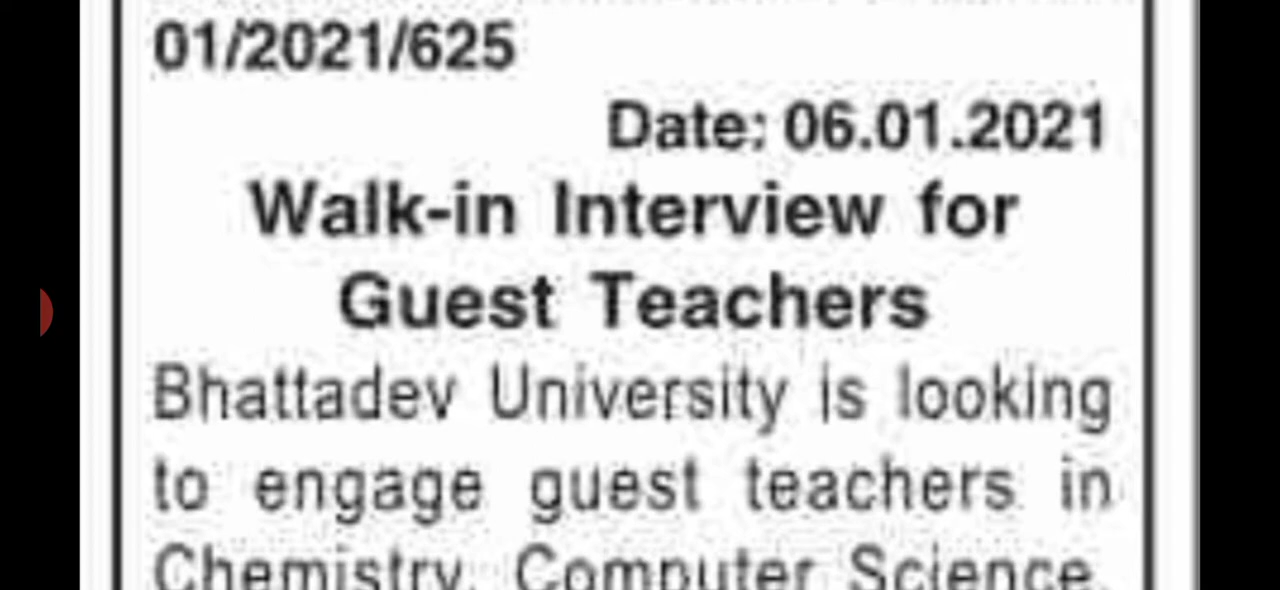 01/2021/625
Date: 06.01.2021
Walk-in Interview for
Guest Teachers
Bhattadev University is looking
to engage guest teachers in
Chemistry, Computer Science,